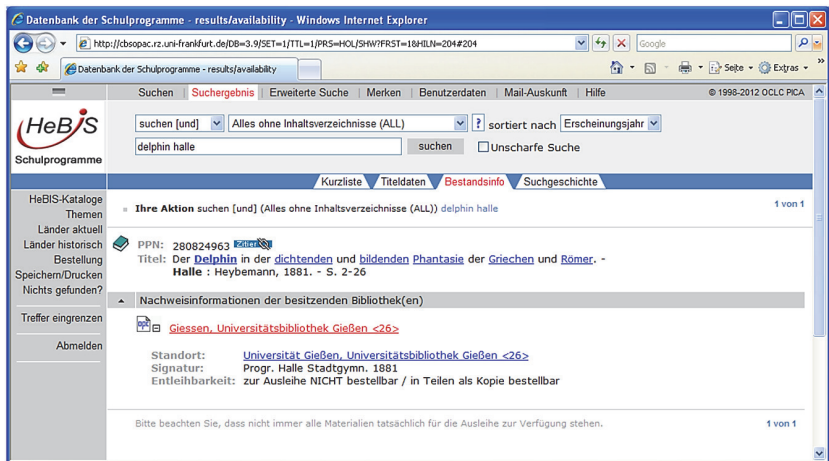 Datenbank der Schulprogramme - results/availability - Windows Internet Explorer
http://cbsopac.rz.uni-frankfurt.de/DB=3.9/SET=1/TTL=1/PRS=HOL/SHW?FRST=1&HILN=204#204
Google
Datenbank der Schulprogramme - results/availability
Seite
Extras
Suchen | Suchergebnis | Erweiterte Suche | Merken | Benutzerdaten | Mail-Auskunft | Hilfe
© 1998-2012 OCLC PICA
HeBIS
Schulprogramme
suchen [und] Alles ohne Inhaltsverzeichnisse (ALL) ? sortiert nach Erscheinungsjahr
delphin halle suchen Unscharfe Suche
Kurzliste Titeldaten Bestandsinfo Suchgeschichte
HeBIS-Kataloge
Themen
Länder aktuell
Länder historisch
Bestellung
Speichern/Drucken
Nichts gefunden?
Treffer eingrenzen
Abmelden
Ihre Aktion suchen [und] (Alles ohne Inhaltsverzeichnisse (ALL)) delphin halle
1 von 1
PPN: 280824963
Titel: Der Delphin in der dichtenden und bildenden Phantasie der Griechen und Römer. -
Halle : Heybemann, 1881. - S. 2-26
Nachweisinformationen der besitzenden Bibliothek(en)
opc
Giessen, Universitätsbibliothek Gießen <26>
Standort: Universität Gießen, Universitätsbibliothek Gießen <26>
Signatur: Progr. Halle Stadtgymn. 1881
Entleihbarkeit: zur Ausleihe NICHT bestellbar / in Teilen als Kopie bestellbar
Bitte beachten Sie, dass nicht immer alle Materialien tatsächlich für die Ausleihe zur Verfügung stehen.
1 von 1